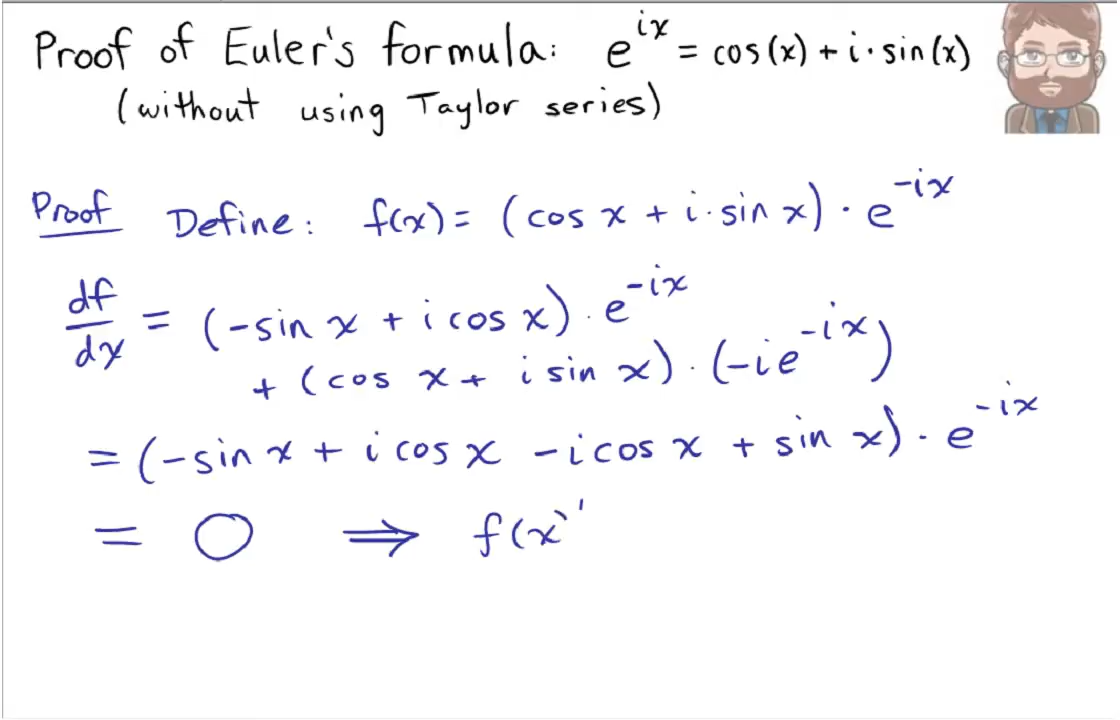 Proof of Euler's formula: e^{ix} = cos(x) + i·sin(x)
(without using Taylor series)
Proof Define: f(x) = (cos x + i·sin x) · e^{-ix}
df/dx = (-sin x + i cos x) · e^{-ix}
+ (cos x + i sin x) · (-i e^{-ix})
= (-sin x + i cos x - i cos x + sin x) · e^{-ix}
= 0 ⟹ f(x